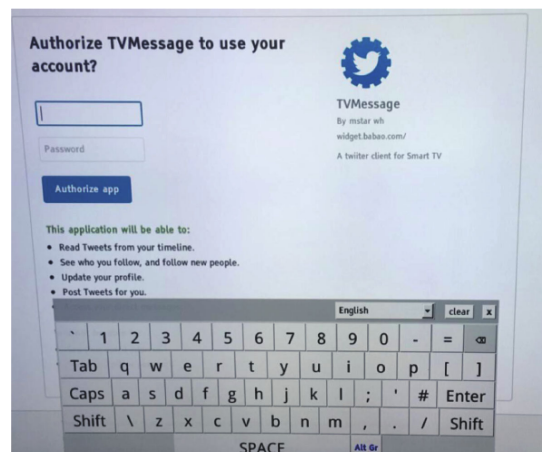 Authorize TVMessage to use your
account?
TVMessage
By mstar wh
widget.babao.com/
A twiiter client for Smart TV
Password
Authorize app
This application will be able to:
Read Tweets from your timeline.
See who you follow, and follow new people.
Update your profile.
Post Tweets for you.
English clear x
` 1 2 3 4 5 6 7 8 9 0 - =
Tab q w e r t y u i o p [ ]
Caps a s d f g h j k l ; ' # Enter
Shift \ z x c v b n m , . / Shift
SPACE Alt Gr